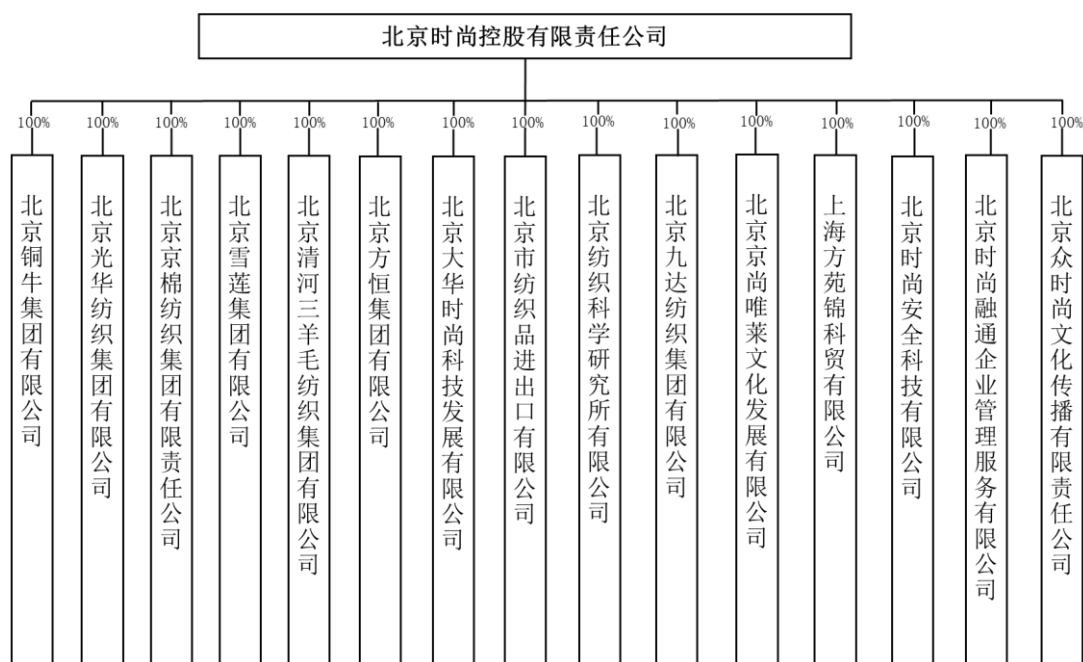 北京时尚控股有限责任公司
100% 100% 100% 100% 100% 100% 100% 100% 100% 100% 100% 100% 100% 100% 100%
北京铜牛集团有限公司
北京光华纺织集团有限公司
北京京棉纺织集团有限责任公司
北京雪莲集团有限公司
北京清河三羊毛纺织集团有限公司
北京方恒集团有限公司
北京大华时尚科技发展有限公司
北京市纺织品进出口有限公司
北京纺织科学研究所有限公司
北京九达纺织集团有限公司
北京京尚唯莱文化发展有限公司
上海方苑锦科贸有限公司
北京时尚安全科技有限公司
北京时尚融通企业管理服务有限公司
北京众时尚文化传播有限责任公司